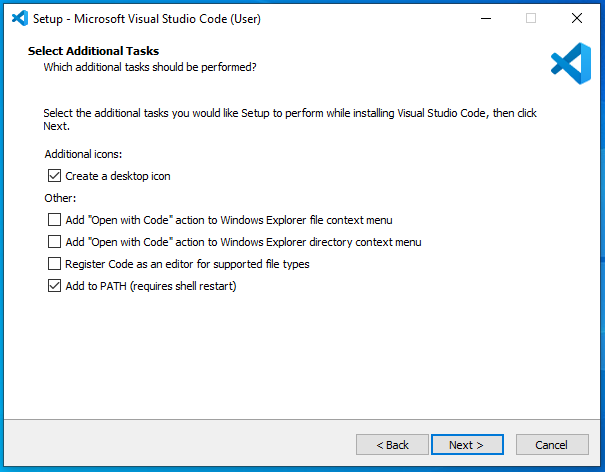 Setup - Microsoft Visual Studio Code (User)
Select Additional Tasks
Which additional tasks should be performed?
Select the additional tasks you would like Setup to perform while installing Visual Studio Code, then click
Next.
Additional icons:
Create a desktop icon
Other:
Add "Open with Code" action to Windows Explorer file context menu
Add "Open with Code" action to Windows Explorer directory context menu
Register Code as an editor for supported file types
Add to PATH (requires shell restart)
< Back Next > Cancel